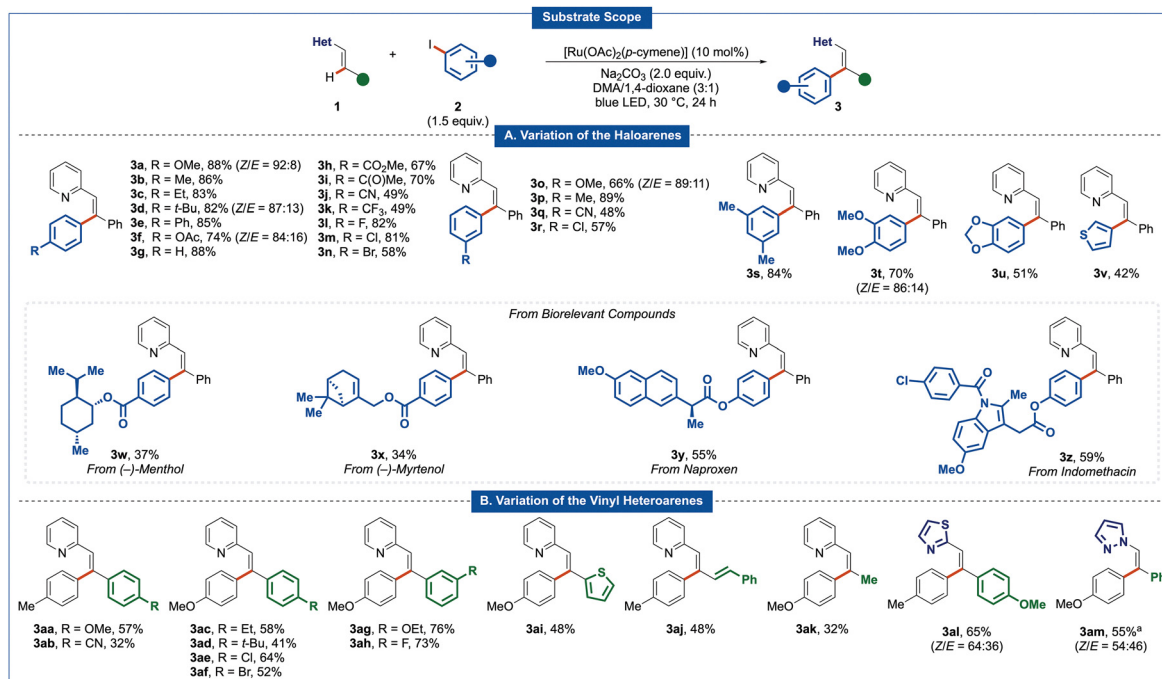 Substrate Scope
Het
H
1
+
I
2
(1.5 equiv.)
[Ru(OAc)2(p-cymene)] (10 mol%)
Na2CO3 (2.0 equiv.)
DMA/1,4-dioxane (3:1)
blue LED, 30 °C, 24 h
Het
3
A. Variation of the Haloarenes
N
Ph
R
3a, R = OMe, 88% (Z/E = 92:8)
3b, R = Me, 86%
3c, R = Et, 83%
3d, R = t-Bu, 82% (Z/E = 87:13)
3e, R = Ph, 85%
3f, R = OAc, 74% (Z/E = 84:16)
3g, R = H, 88%
3h, R = CO2Me, 67%
3i, R = C(O)Me, 70%
3j, R = CN, 49%
3k, R = CF3, 49%
3l, R = F, 82%
3m, R = Cl, 81%
3n, R = Br, 58%
N
Ph
R
3o, R = OMe, 66% (Z/E = 89:11)
3p, R = Me, 89%
3q, R = CN, 48%
3r, R = Cl, 57%
N
Me
Ph
Me
3s, 84%
N
MeO
Ph
MeO
3t, 70%
(Z/E = 86:14)
N
O
Ph
O
3u, 51%
N
S
Ph
3v, 42%
From Biorelevant Compounds
Me
Me
N
Ph
O
O
Me
3w, 37%
From (–)-Menthol
N
Ph
Me
Me
O
O
3x, 34%
From (–)-Myrtenol
N
MeO
O
Ph
O
Me
3y, 55%
From Naproxen
N
Cl
O
Ph
N
Me
O
O
MeO
3z, 59%
From Indomethacin
B. Variation of the Vinyl Heteroarenes
N
Me
R
3aa, R = OMe, 57%
3ab, R = CN, 32%
N
MeO
R
3ac, R = Et, 58%
3ad, R = t-Bu, 41%
3ae, R = Cl, 64%
3af, R = Br, 52%
N
R
MeO
3ag, R = OEt, 76%
3ah, R = F, 73%
N
S
MeO
3ai, 48%
N
Ph
Me
3aj, 48%
N
Me
MeO
3ak, 32%
S
N
Me
OMe
3al, 65%
(Z/E = 64:36)
N
N
Ph
MeO
3am, 55%a
(Z/E = 54:46)